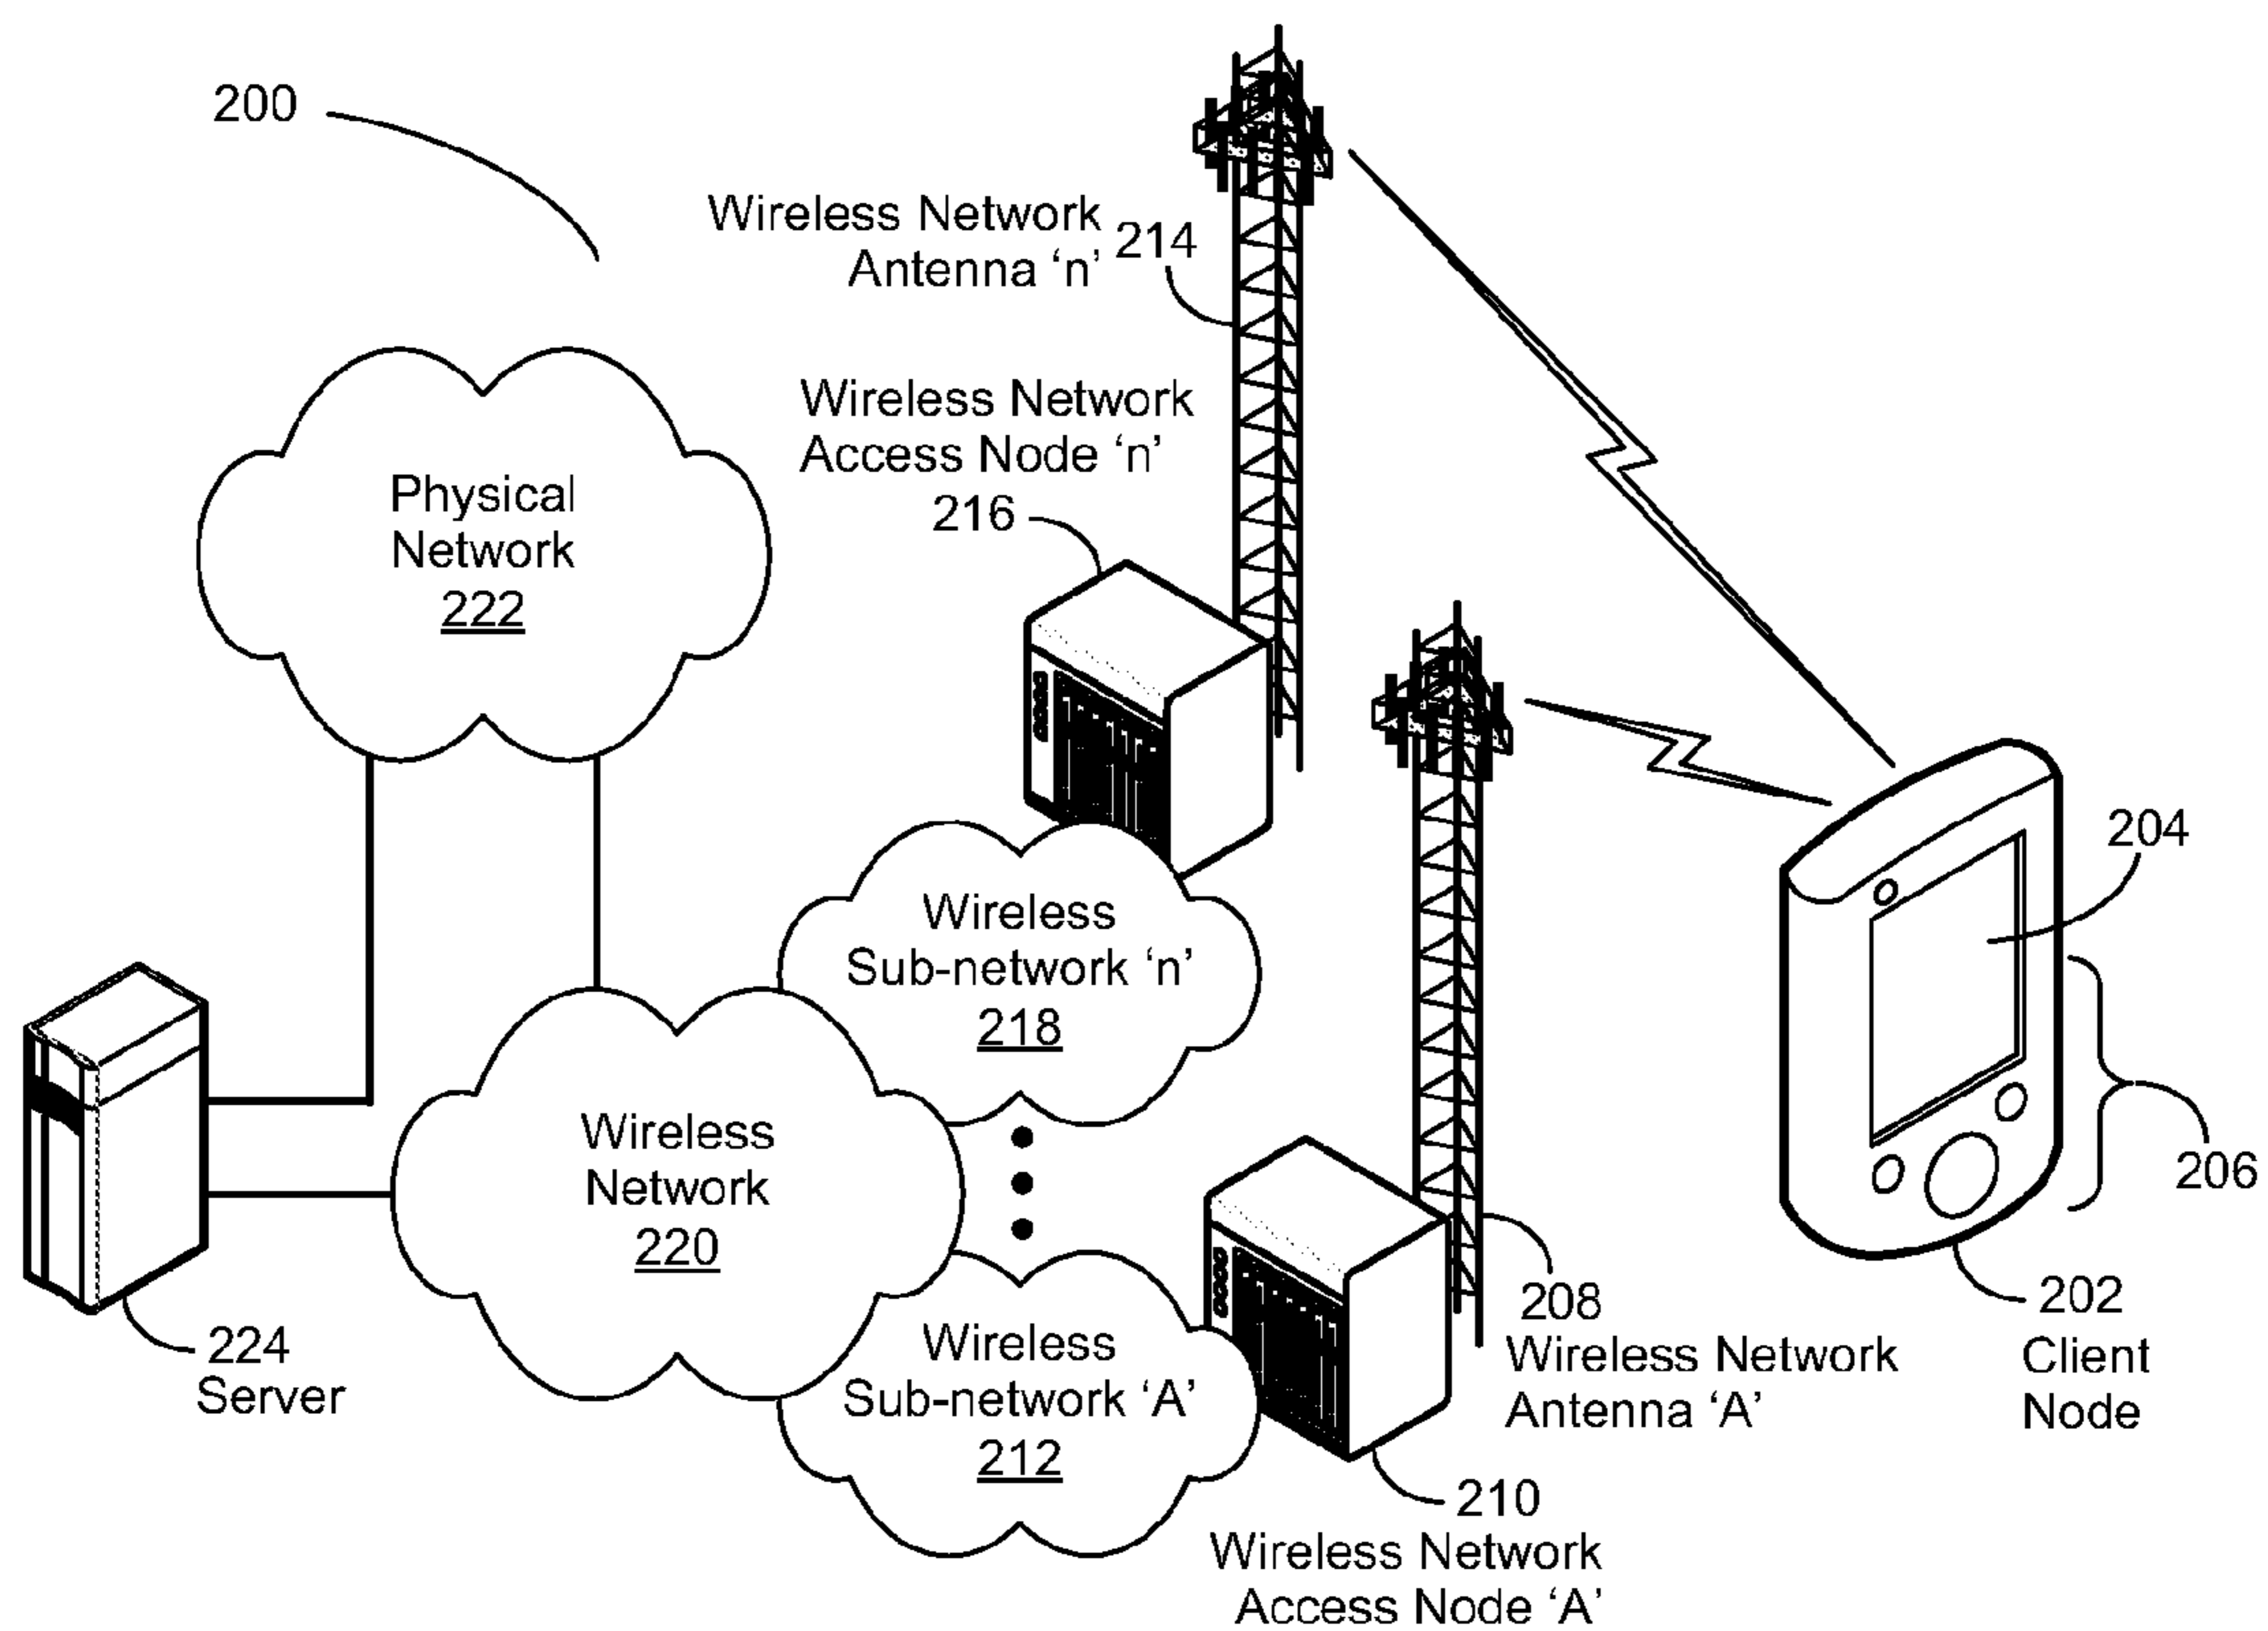 200
Wireless Network
Antenna ‘n’ 214
Wireless Network
Access Node ‘n’
216
Physical
Network
222
204
Wireless
Sub-network ‘n’
218
206
Wireless
Network
220
224
Server
Wireless
Sub-network ‘A’
212
208
Wireless Network
Antenna ‘A’
202
Client
Node
210
Wireless Network
Access Node ‘A’